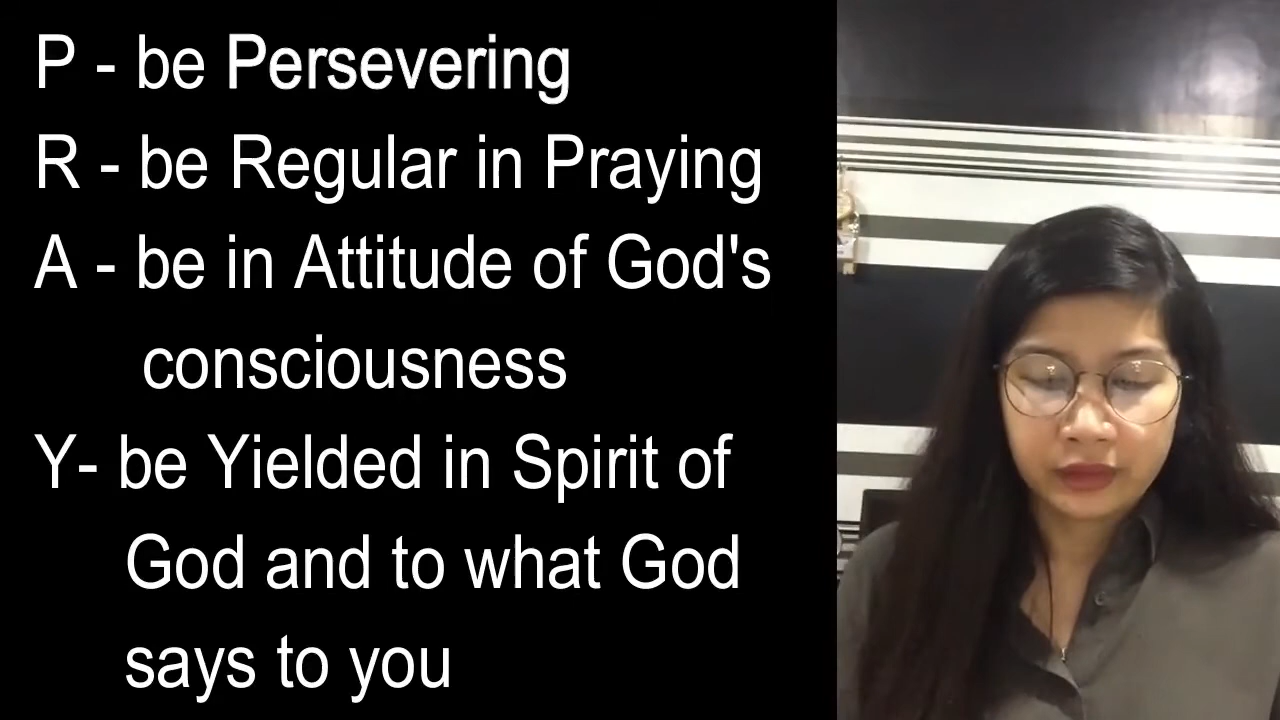 P - be Persevering
R - be Regular in Praying
A - be in Attitude of God's
consciousness
Y- be Yielded in Spirit of
God and to what God
says to you